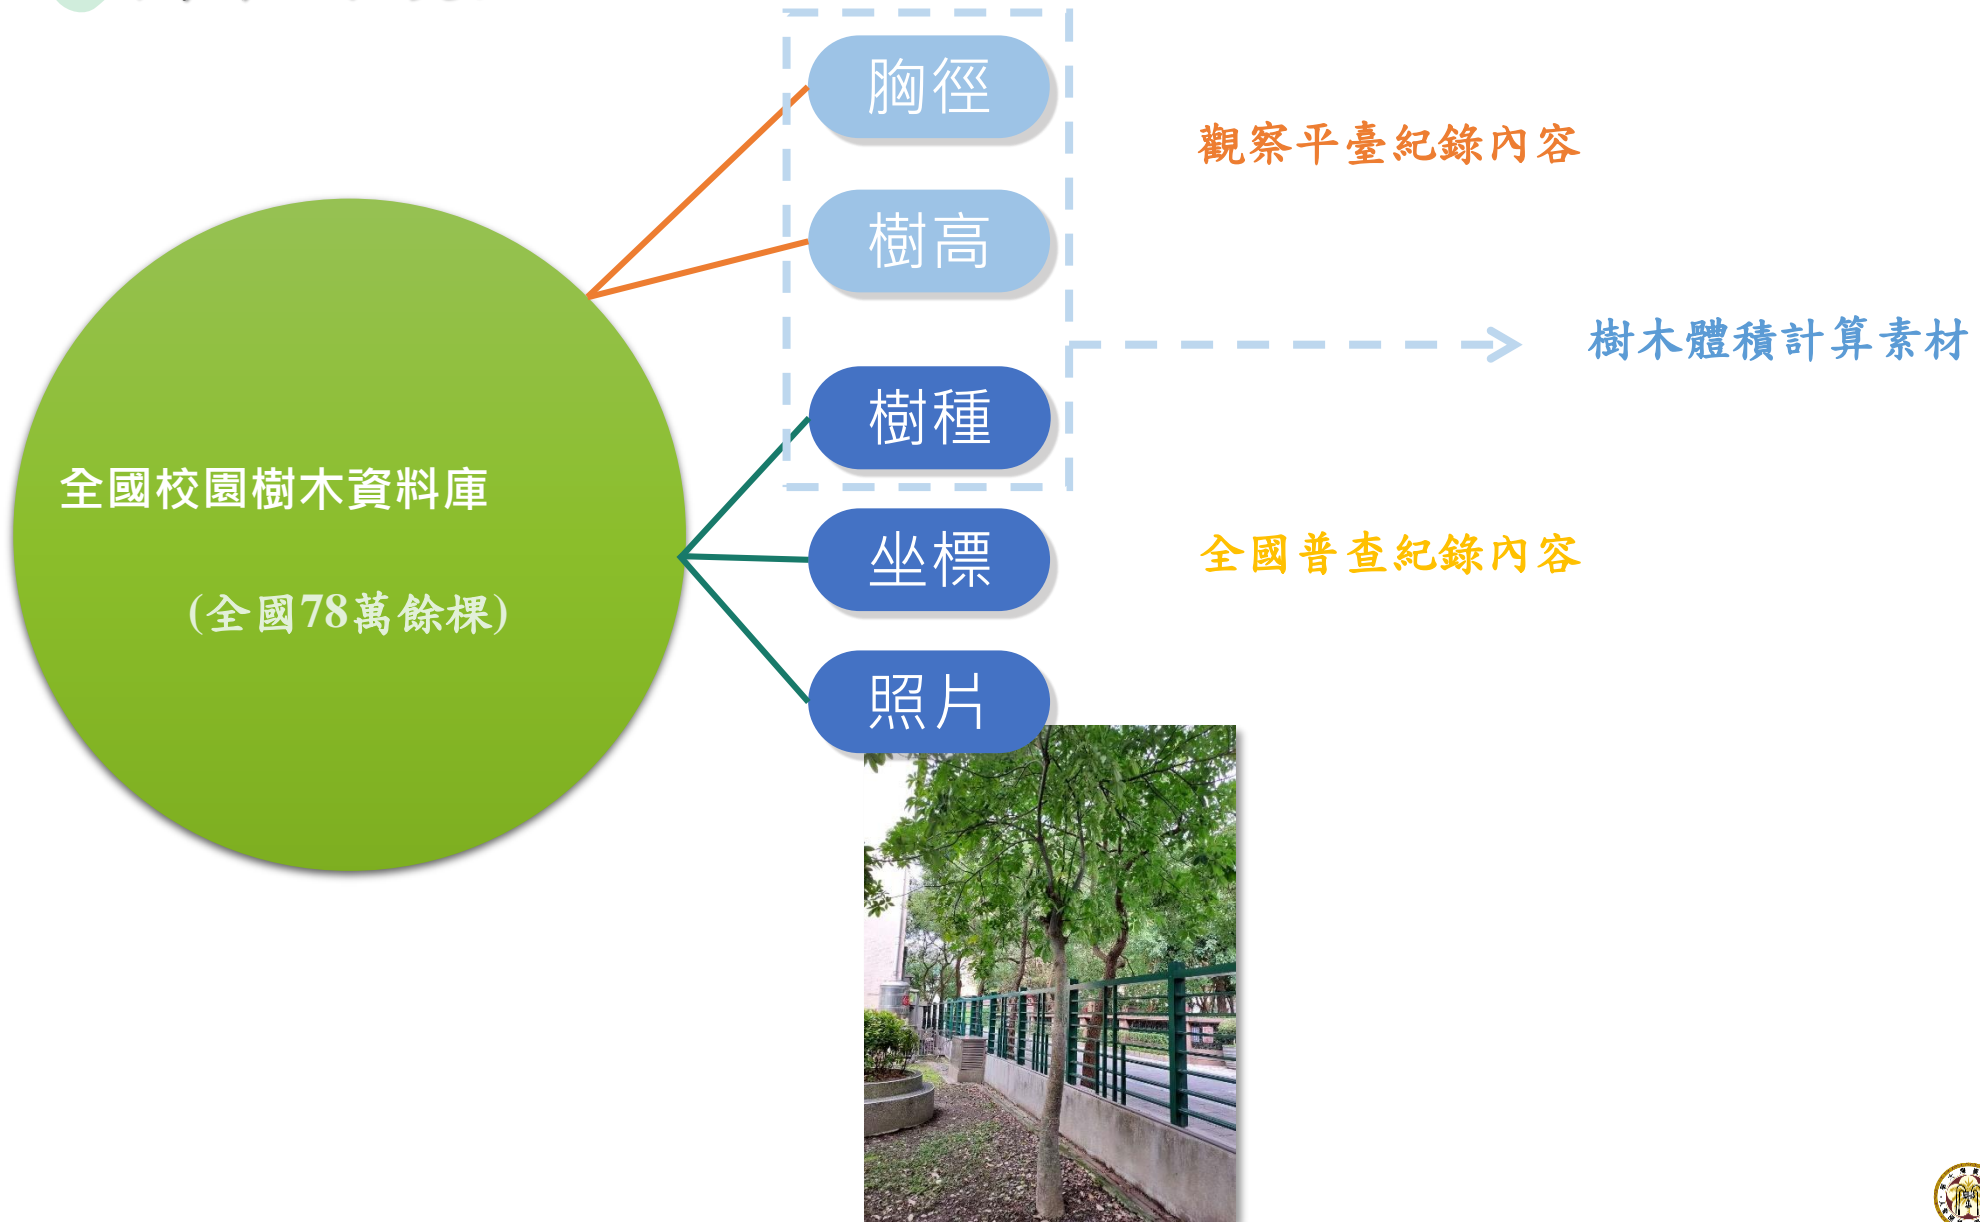 胸徑
觀察平臺紀錄內容
樹高
樹木體積計算素材
樹種
全國校園樹木資料庫
坐標
全國普查紀錄內容
(全國78萬餘棵)
照片